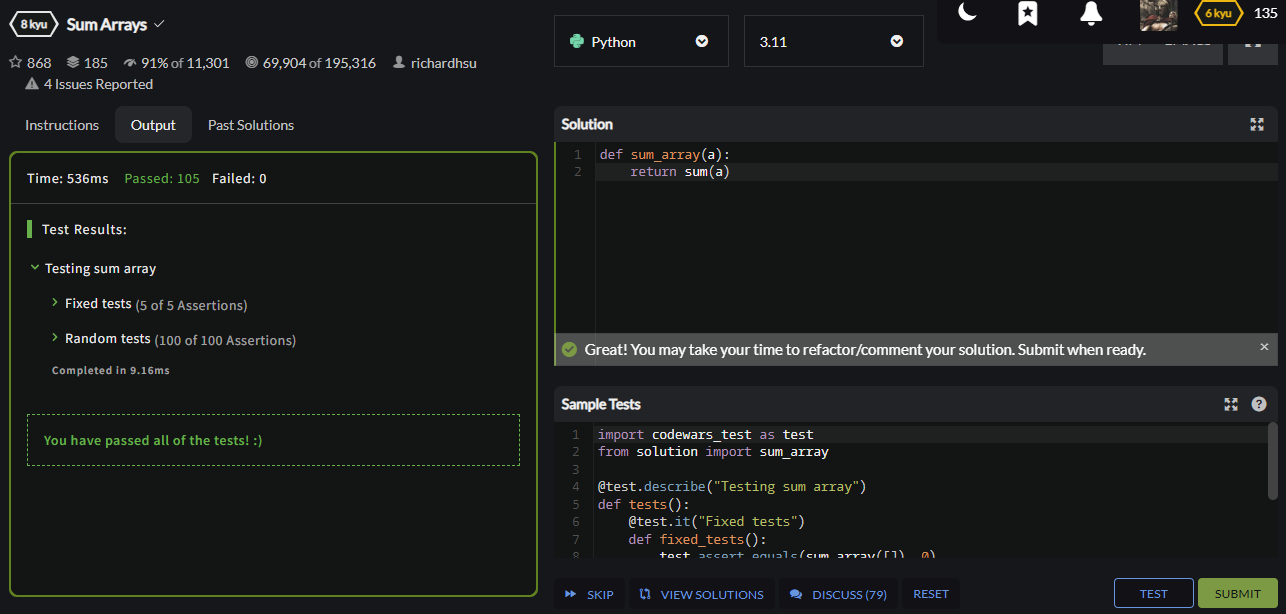 8 kyu Sum Arrays
868 185 91% of 11,301 69,904 of 195,316 richardhsu
4 Issues Reported
Instructions Output Past Solutions
Time: 536ms Passed: 105 Failed: 0
Test Results:
Testing sum array
Fixed tests (5 of 5 Assertions)
Random tests (100 of 100 Assertions)
Completed in 9.16ms
You have passed all of the tests! :)
Python 3.11
6 kyu 135
Solution
1 def sum_array(a):
2     return sum(a)
Great! You may take your time to refactor/comment your solution. Submit when ready.
Sample Tests
1 import codewars_test as test
2 from solution import sum_array
3
4 @test.describe("Testing sum array")
5 def tests():
6     @test.it("Fixed tests")
7     def fixed_tests():
8         test.assert_equals(sum_array([]), 0)
SKIP VIEW SOLUTIONS DISCUSS (79) RESET TEST SUBMIT